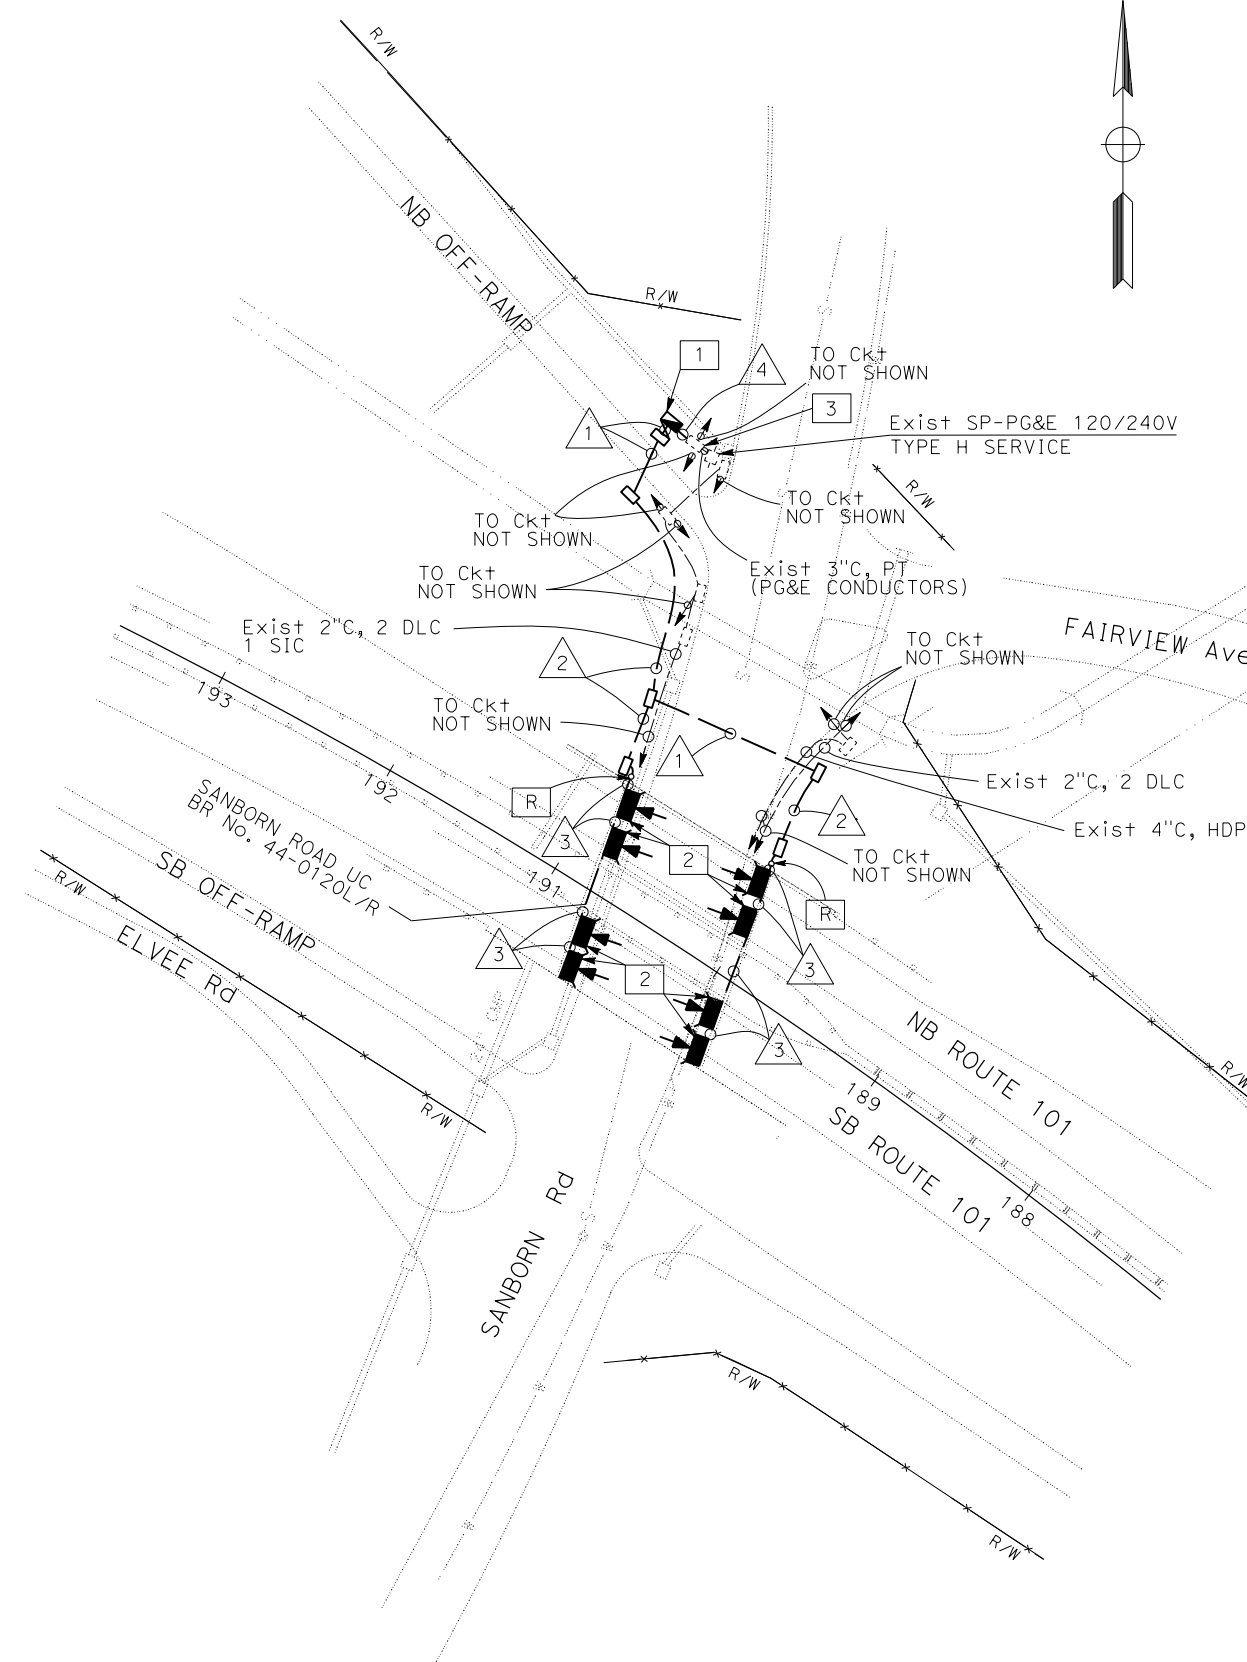 R/W
NB OFF-RAMP
R/W
1
4
TO Ckt
NOT SHOWN
3
1
Exist SP-PG&E 120/240V
TYPE H SERVICE
R/W
TO Ckt
NOT SHOWN
TO Ckt
NOT SHOWN
TO Ckt
NOT SHOWN
Exist 3"C, PT
(PG&E CONDUCTORS)
Exist 2"C, 2 DLC
1 SIC
FAIRVIEW Ave
TO Ckt
NOT SHOWN
2
193
TO Ckt
NOT SHOWN
1
192
Exist 2"C, 2 DLC
R
SANBORN ROAD UC
BR No. 44-0120L/R
2
Exist 4"C, HDP
3
2
TO Ckt
NOT SHOWN
191
SB OFF-RAMP
R/W
R
ELVEE Rd
3
2
3
24" CMP
3
NB ROUTE 101
R/W
189
R/W
SB ROUTE 101
188
SANBORN Rd
S
S
S
R/W
R/W